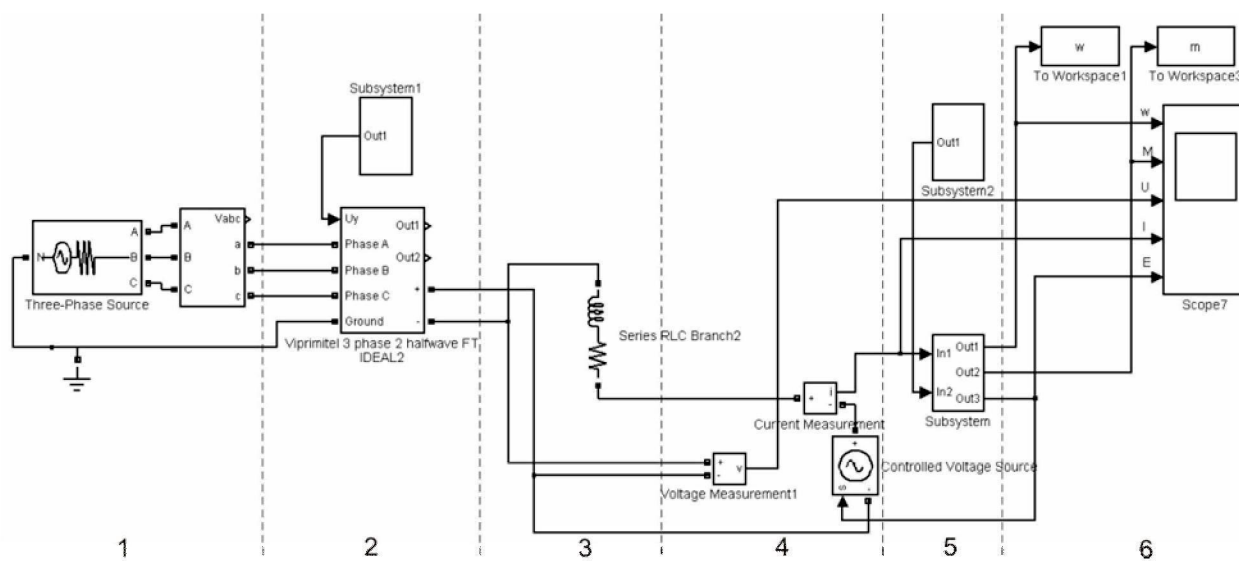 w
m
To Workspace1
To Workspace3
Subsystem1
Out1
Out1
Subsystem2
w
M
U
I
E
Scope7
Vabc
A
B
C
A
B
C
a
b
c
N
Three-Phase Source
Uy
Phase A
Phase B
Phase C
Ground
Out1
Out2
+
-
Viprimitel 3 phase 2 halfwave FT
IDEAL2
Series RLC Branch2
+
i
-
Current Measurement
In1
In2
Out1
Out2
Out3
Subsystem
+
-
v
Voltage Measurement1
+
s
-
Controlled Voltage Source
1
2
3
4
5
6